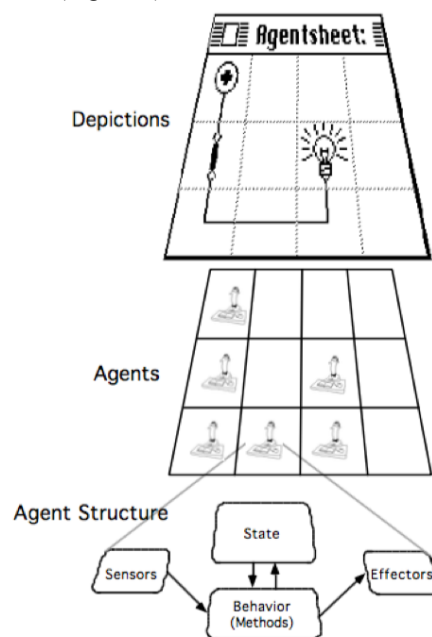 Agentsheet:
Depictions
Agents
Agent Structure
State
Sensors
Effectors
Behavior
(Methods)